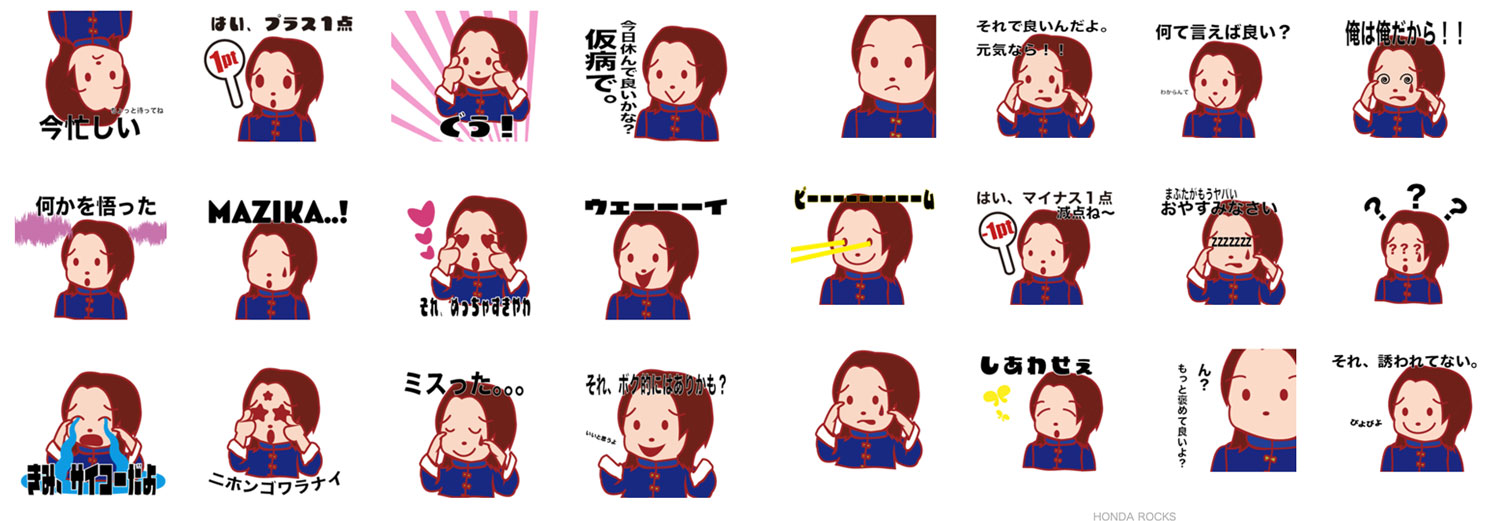 ちょっと待ってね
今忙しい
はい、プラス1点
1pt
ぐぅ！
今日休んで良いかな？
仮病で。
それで良いんだよ。
元気なら！！
何て言えば良い？
わからんて
俺は俺だから！！
何かを悟った
MAZIKA..!
それ、めっちゃすきやわ
ウェーーーイ
ビーーーーーーーーーム
はい、マイナス1点
減点ね〜
-1pt
まぶたがもうヤバい
おやすみなさい
ZZZZZZZ
? ? ?
? ? ?
きみ、サイコーだよ
ニホンゴワラナイ
ミスった。。。
それ、ボク的にはありかも？
いいと思うよ
しあわせぇ
ん？
もっと褒めて良いよ？
それ、誘われてない。
ぴよぴよ
HONDA ROCKS